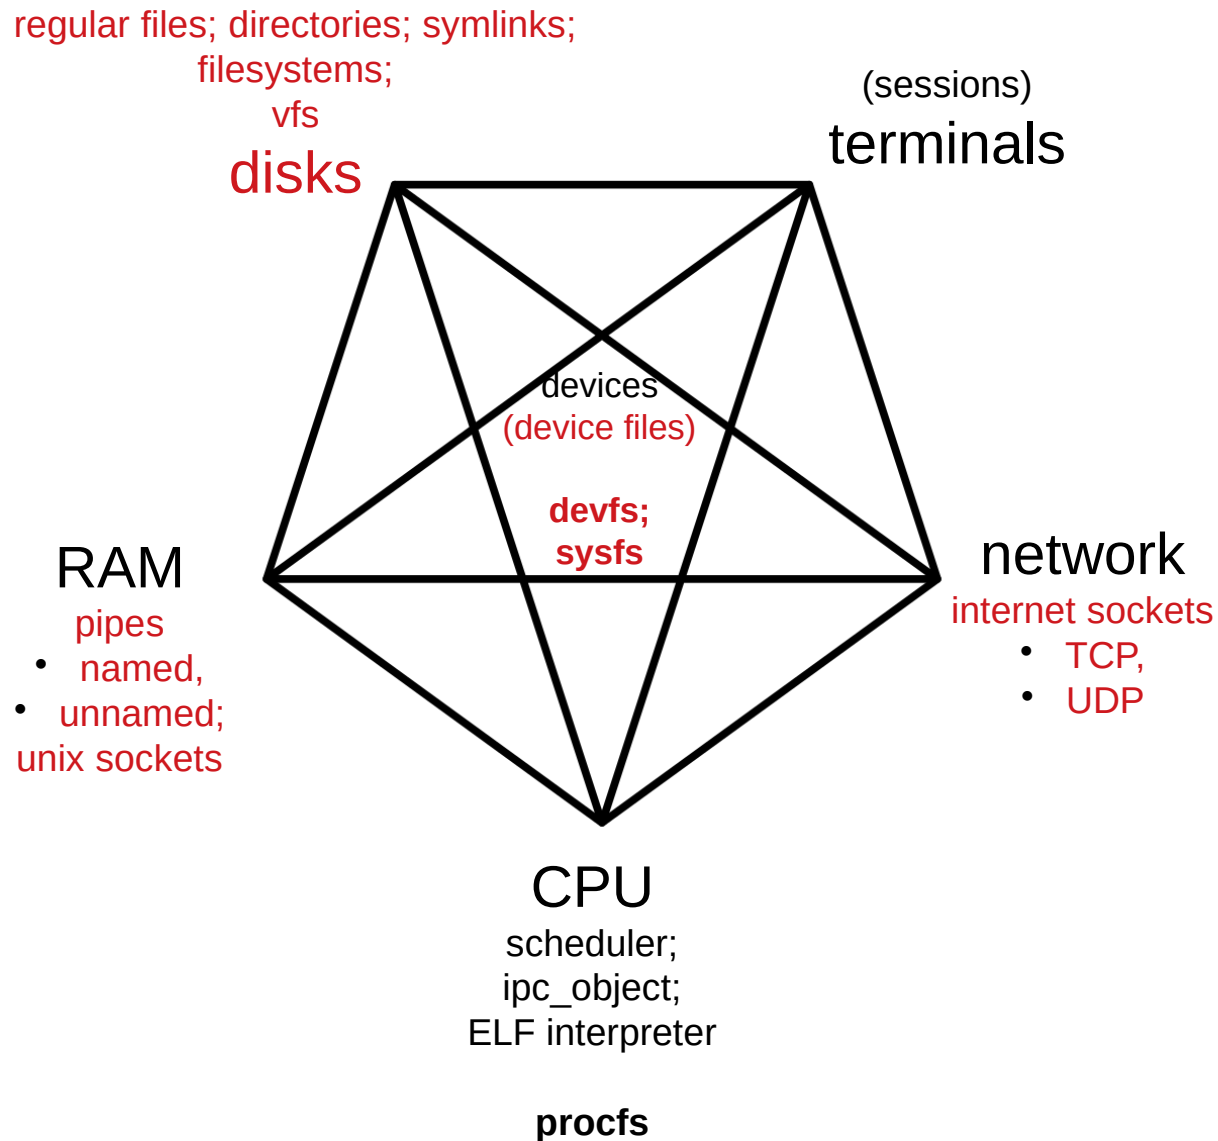 regular files; directories; symlinks;
filesystems;
vfs
disks
(sessions)
terminals
devices
(device files)
devfs;
sysfs
RAM
pipes
• named,
• unnamed;
unix sockets
network
internet sockets
• TCP,
• UDP
CPU
scheduler;
ipc_object;
ELF interpreter
procfs